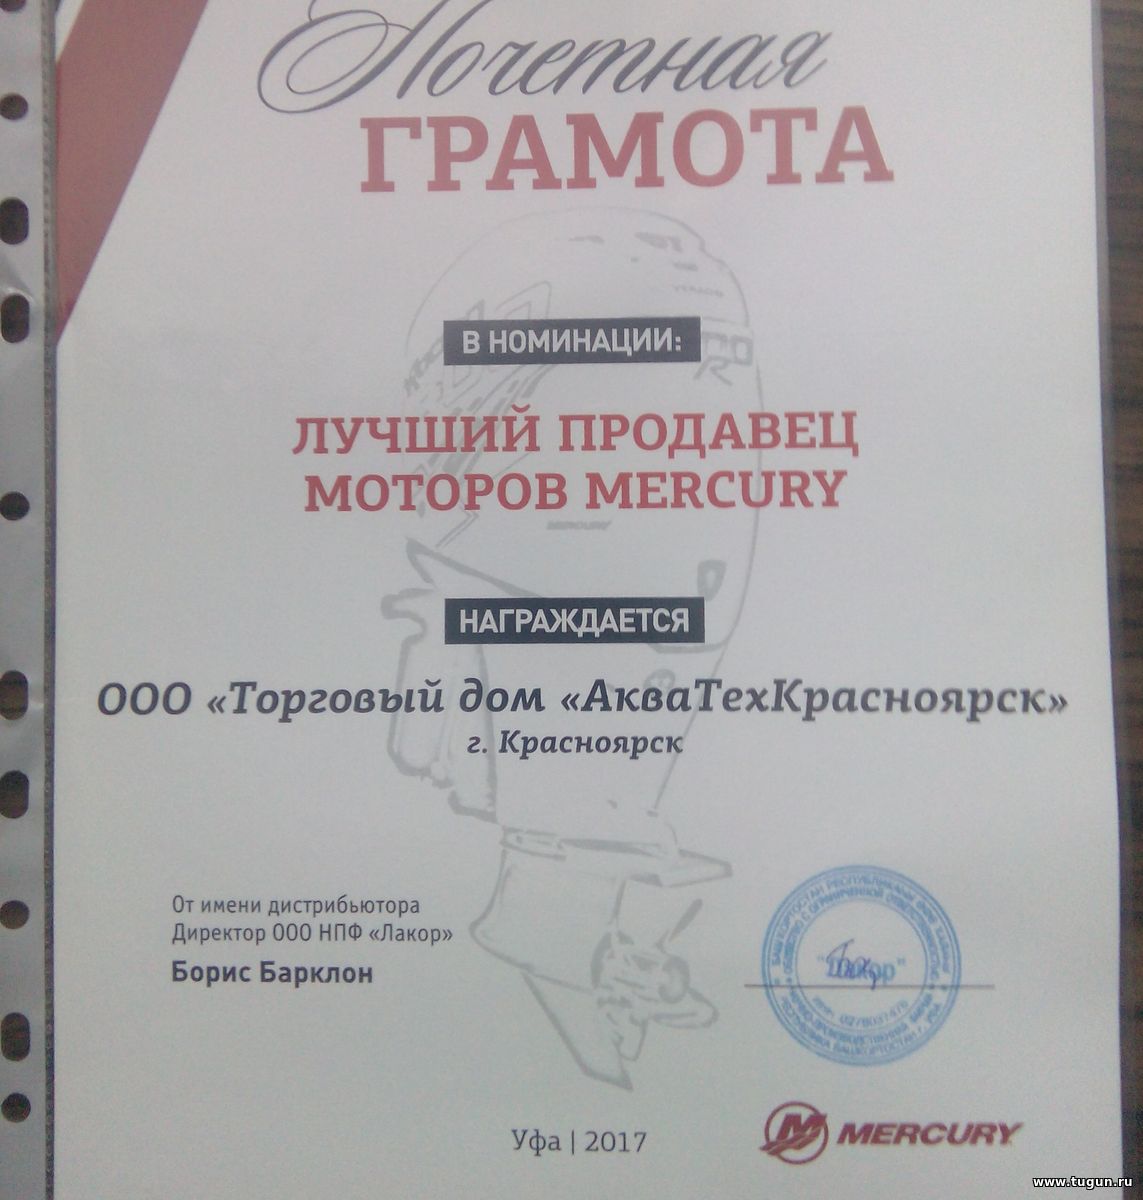 Почетная
ГРАМОТА
В НОМИНАЦИИ:
ЛУЧШИЙ ПРОДАВЕЦ
МОТОРОВ MERCURY
НАГРАЖДАЕТСЯ
ООО «Торговый дом «АкваТехКрасноярск»
г. Красноярск
От имени дистрибьютора
Директор ООО НПФ «Лакор»
Борис Барклон
Уфа | 2017
MERCURY
www.tugun.ru